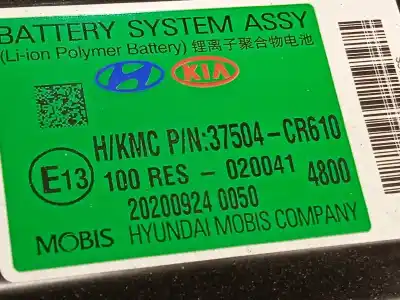 BATTERY SYSTEM ASSY
(Li-ion Polymer Battery) 锂离子聚合物电池
KIA
H/KMC P/N:37504-CR610
E13 100 RES - 020041 4800
20200924 0050
MOBIS HYUNDAI MOBIS COMPANY